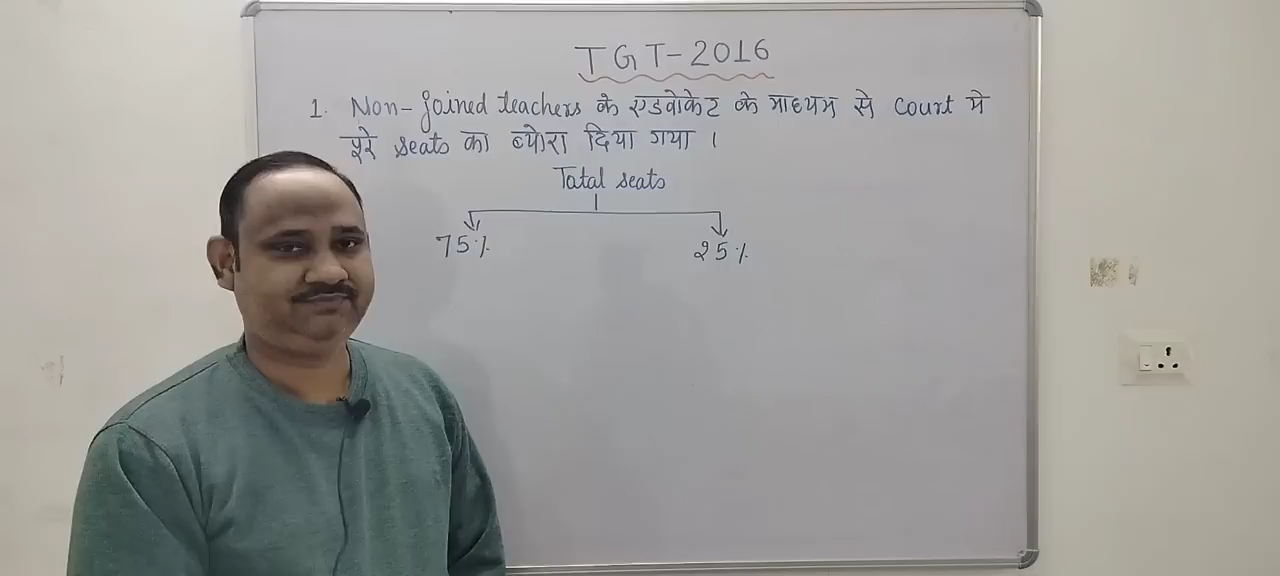 TGT-2016
1. Non-Joined teachers के एडवोकेट के माध्यम से Court मे
पूरे seats का ब्योरा दिया गया ।
Tatal seats
75% 25%